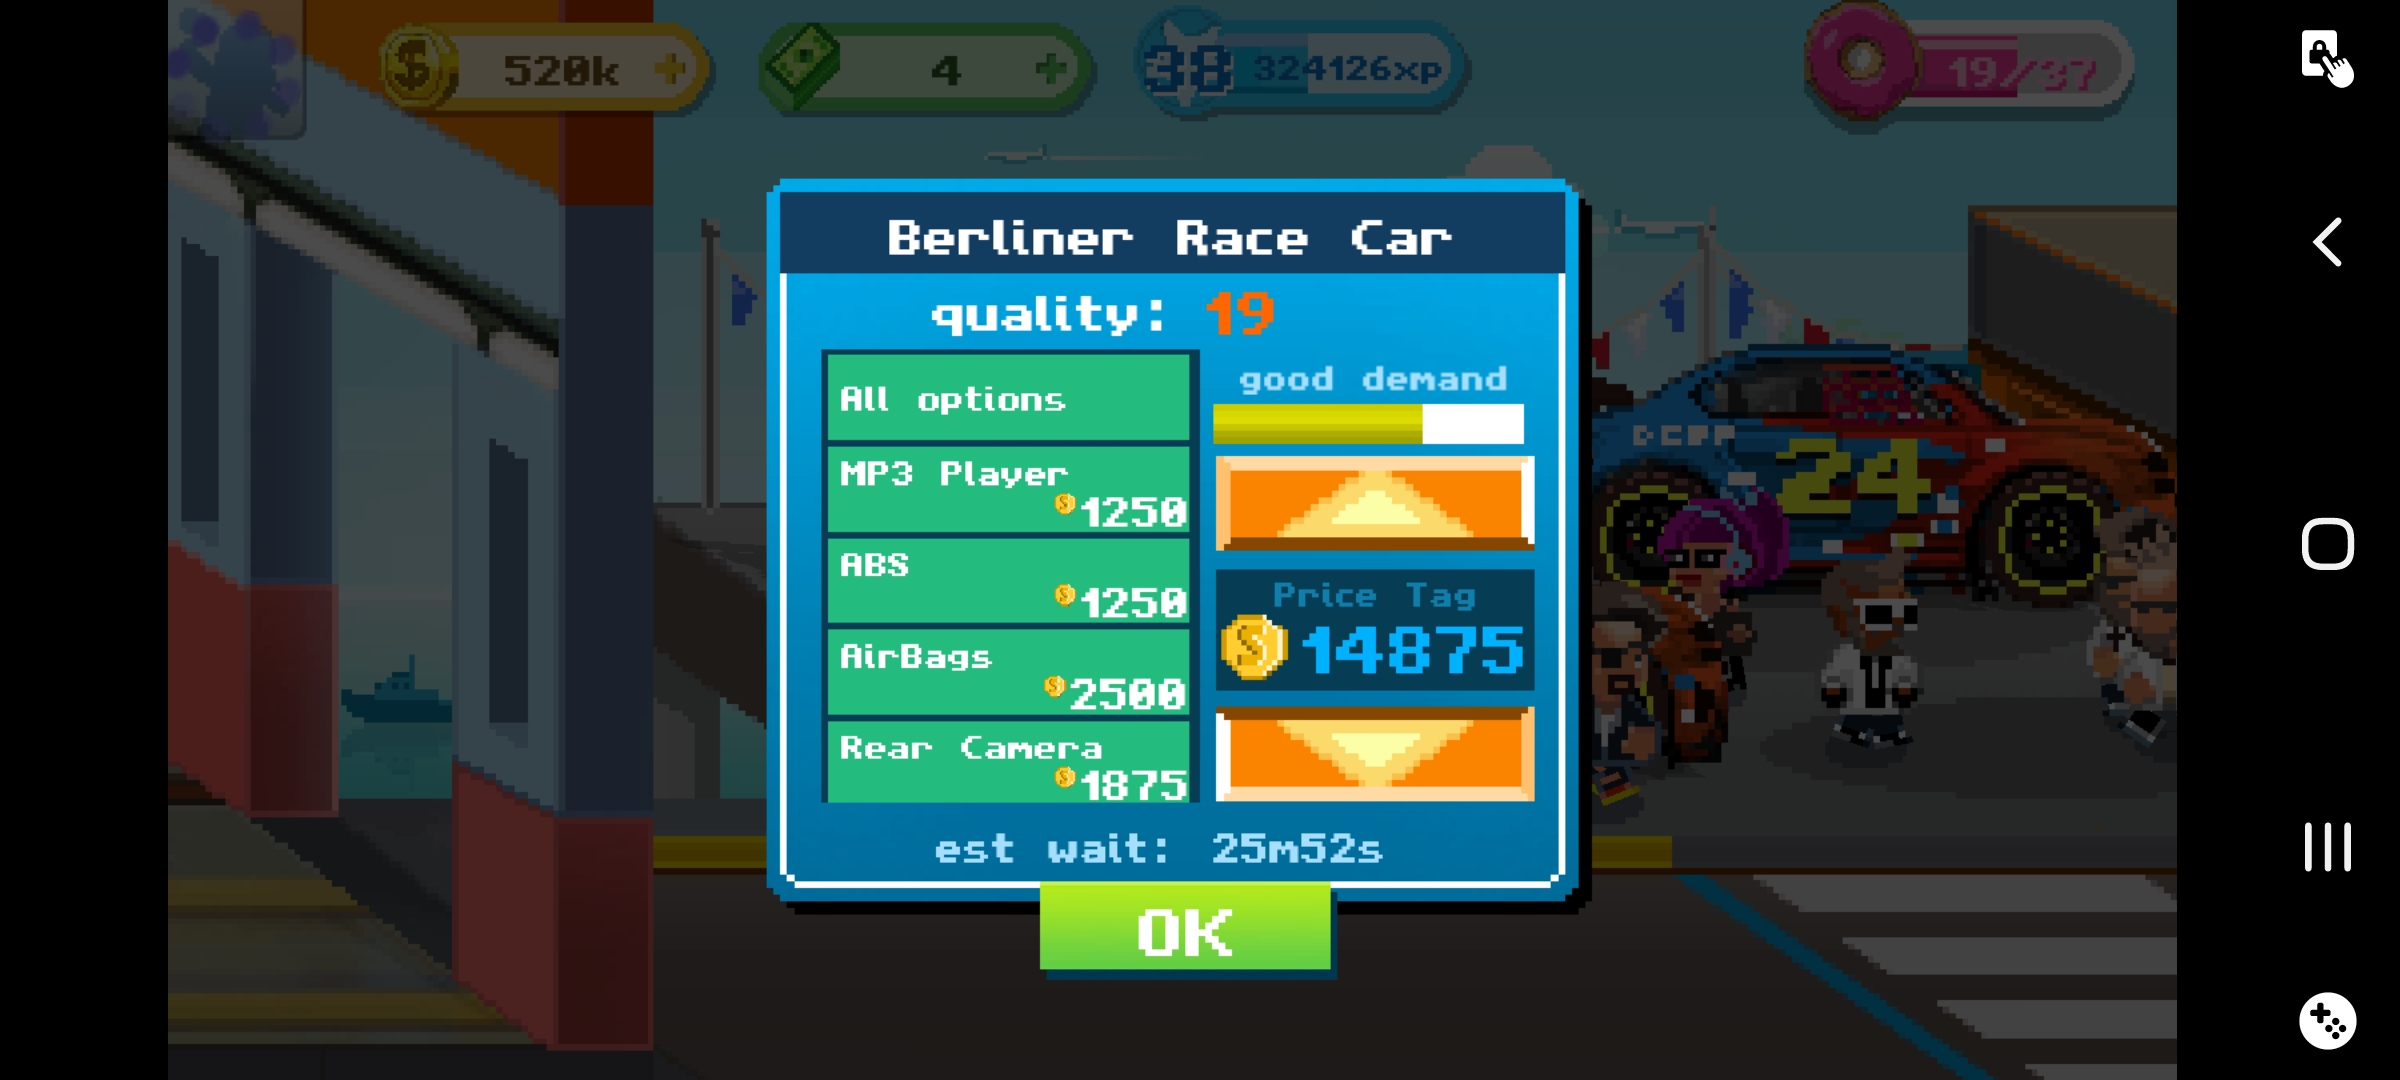 520k +
4 +
38 324126xp
19/37
Berliner Race Car
quality: 19
All options
good demand
MP3 Player
1250
ABS
1250
Price Tag
14875
AirBags
2500
Rear Camera
1875
est wait: 25m52s
OK
24